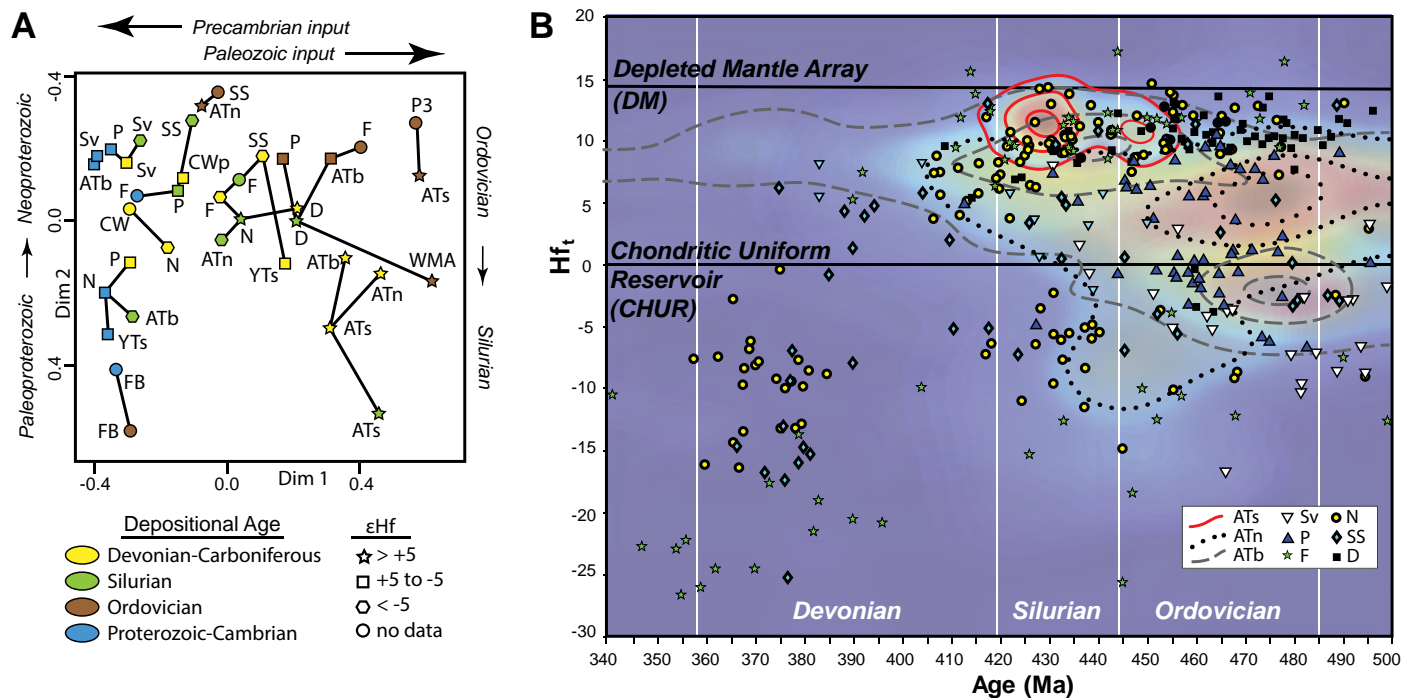 A
Precambrian input
Paleozoic input
-0.4
0.0
0.4
Neoproterozoic
Paleoproterozoic
Dim 2
Ordovician
Silurian
SS
ATn
P3
Sv
P
Sv
SS
SS
P
F
Sv
CWp
ATb
ATb
ATs
F
P
F
CW
F
D
N
D
N
ATn
P
YTs
ATb
WMA
N
ATn
ATb
ATs
YTs
FB
FB
ATs
-0.4
0.0
Dim 1
0.4
Depositional Age
εHf
Devonian-Carboniferous
> +5
Silurian
+5 to -5
Ordovician
< -5
Proterozoic-Cambrian
no data
B
20
15
10
5
0
-5
-10
-15
-20
-25
-30
Hft
Depleted Mantle Array
(DM)
Chondritic Uniform
Reservoir
(CHUR)
Devonian
Silurian
Ordovician
ATs
Sv
N
ATn
P
SS
ATb
F
D
340 350 360 370 380 390 400 410 420 430 440 450 460 470 480 490 500
Age (Ma)